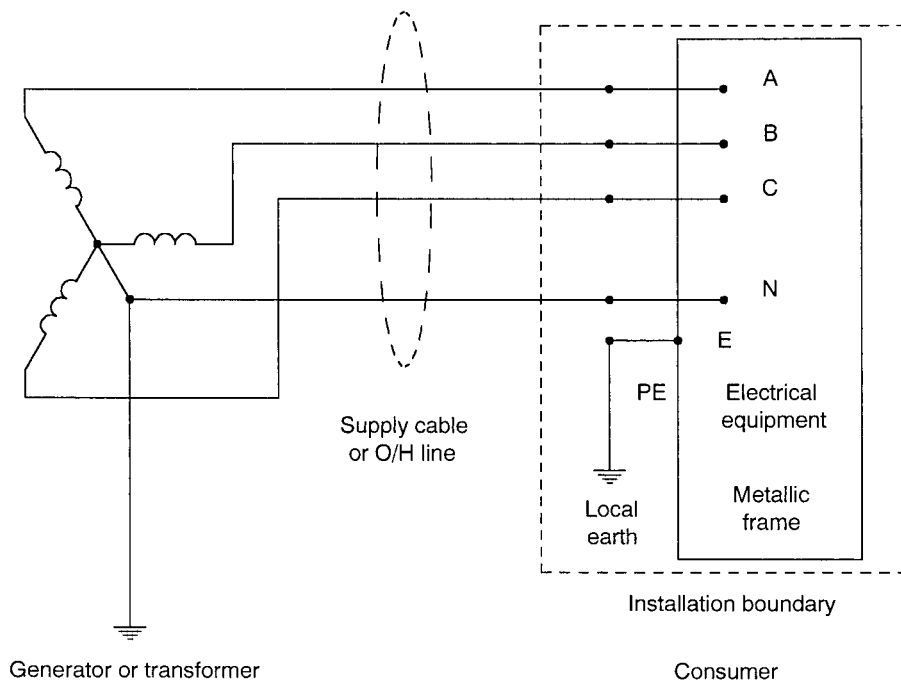 A
B
C
N
E
PE
Electrical
equipment
Supply cable
or O/H line
Metallic
frame
Local
earth
Installation boundary
Generator or transformer
Consumer